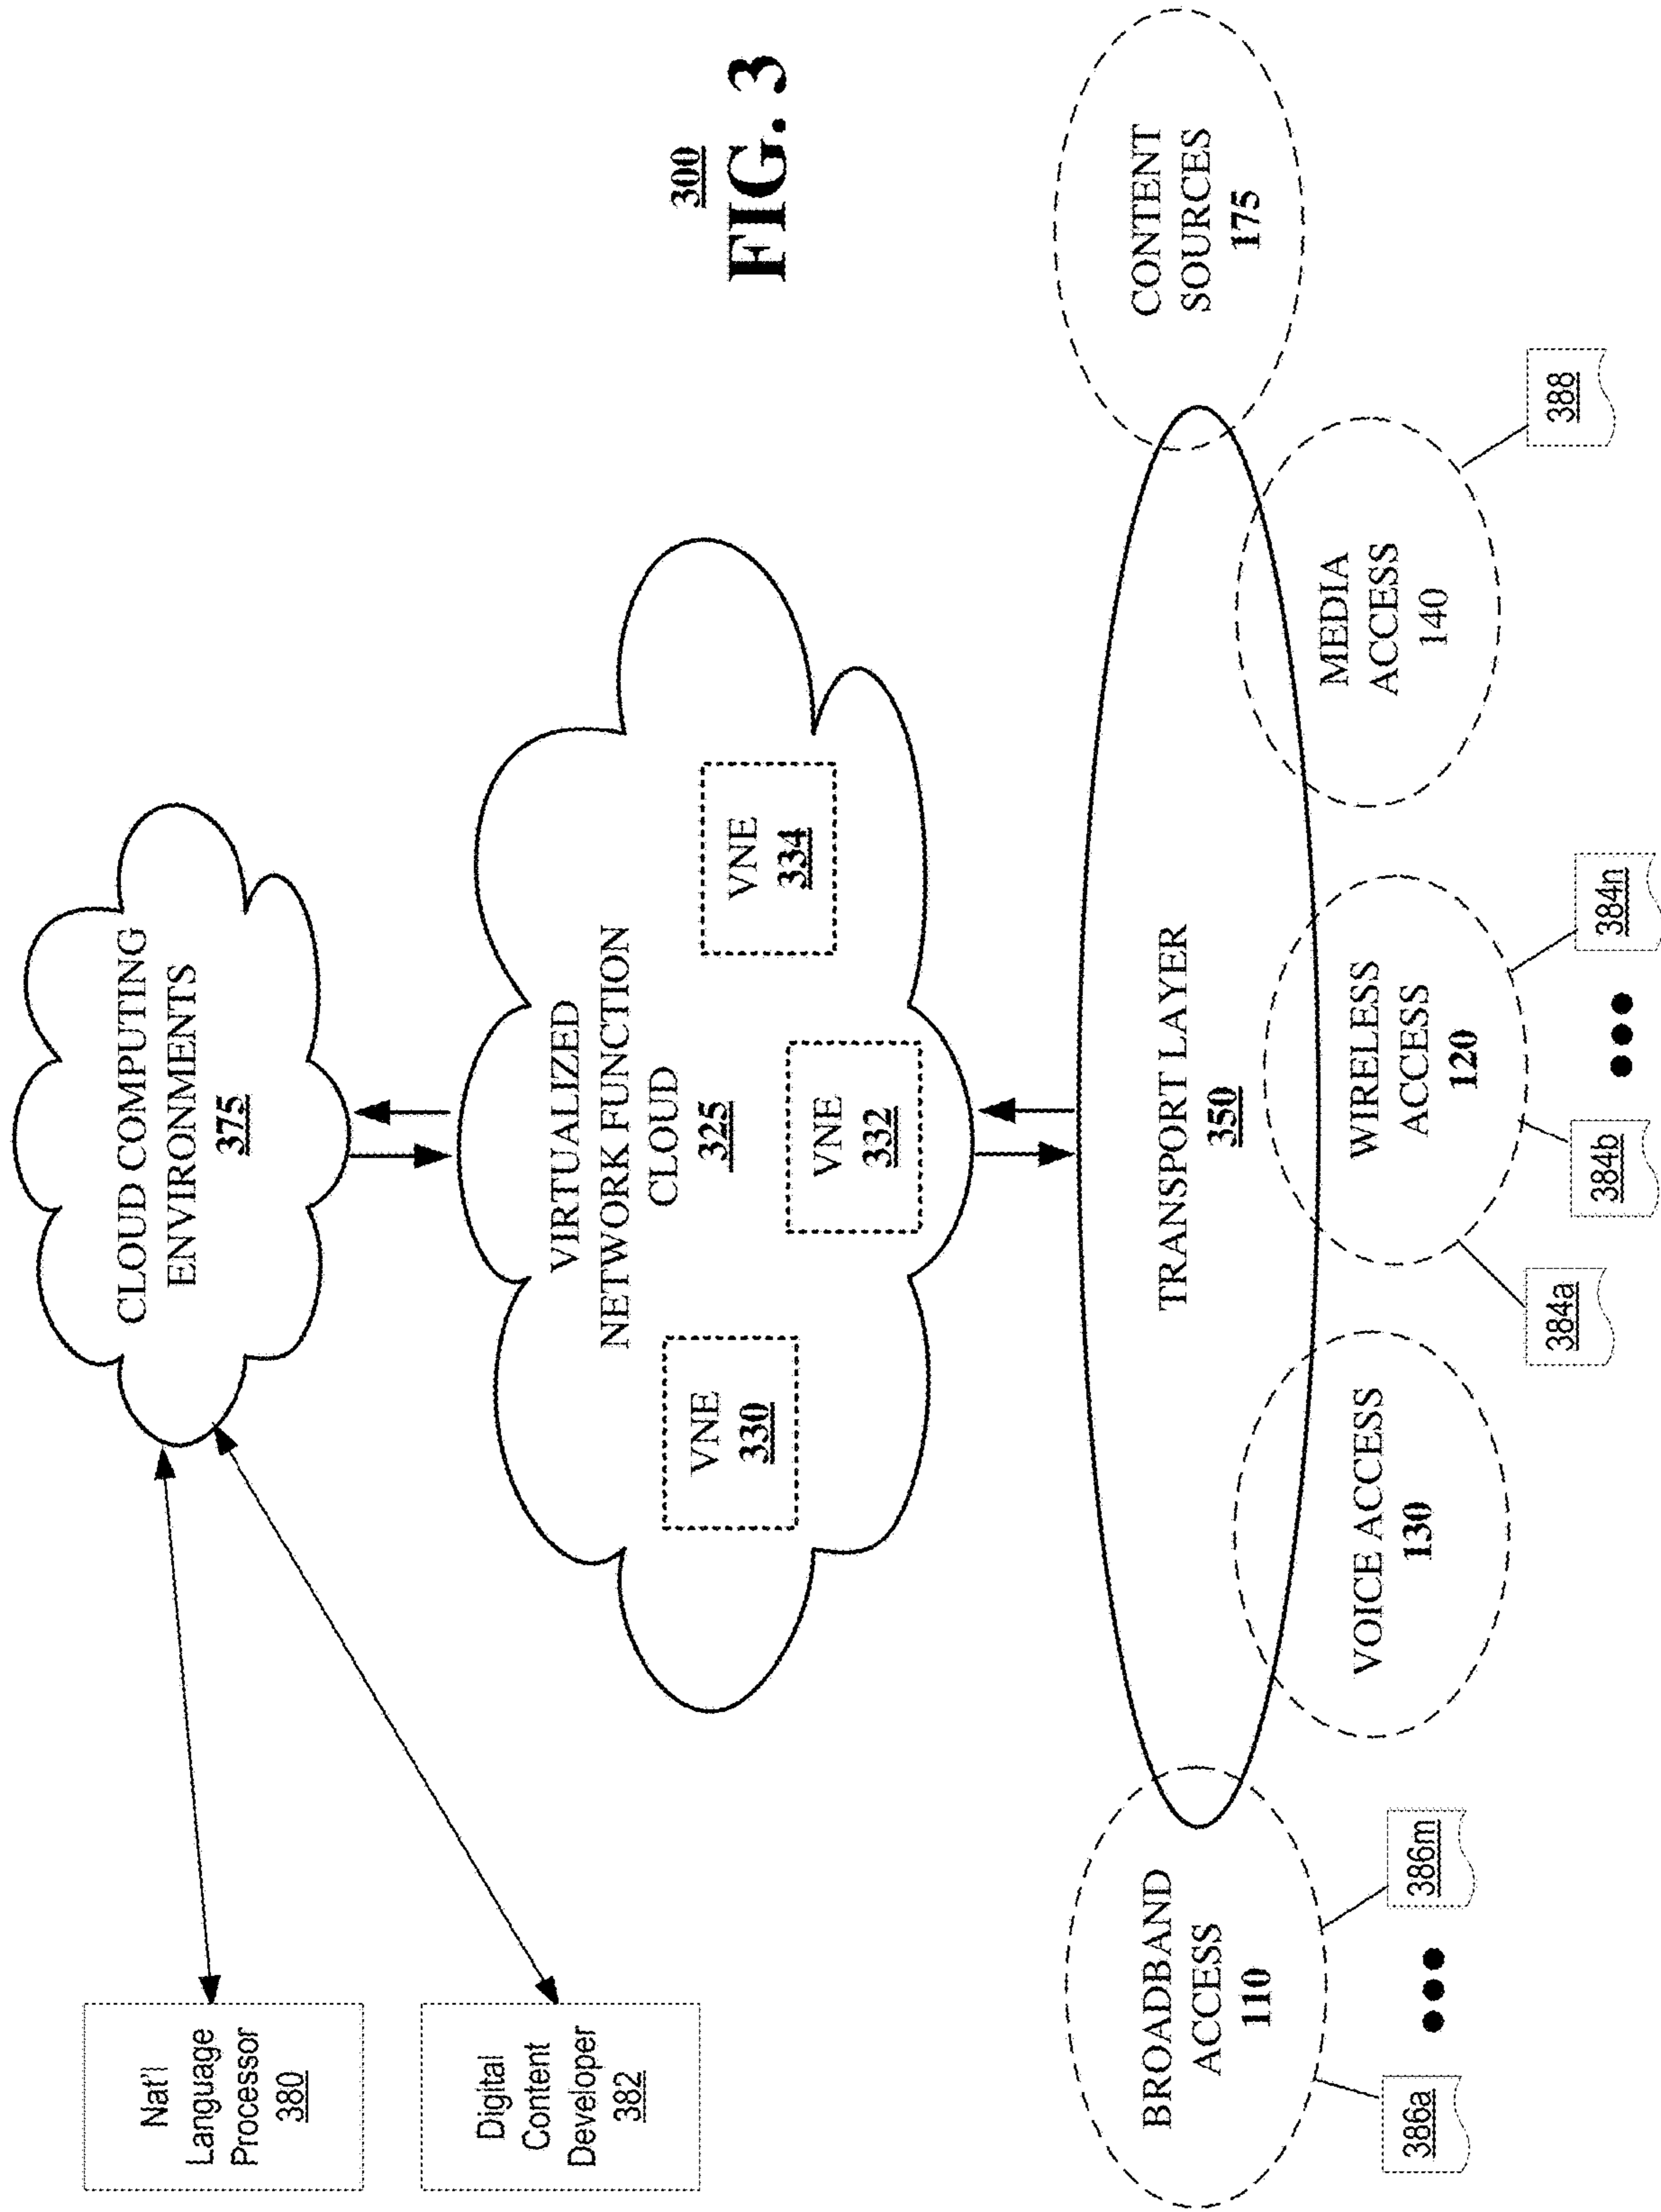 Nat'l
Language
Processor
380
Digital
Content
Developer
382
CLOUD COMPUTING
ENVIRONMENTS
375
VIRTUALIZED
NETWORK FUNCTION
CLOUD
325
VNE
330
VNE
332
VNE
334
300
FIG. 3
TRANSPORT LAYER
350
BROADBAND
ACCESS
110
VOICE ACCESS
130
WIRELESS
ACCESS
120
MEDIA
ACCESS
140
CONTENT
SOURCES
175
386a
386m
384a
384b
384n
388